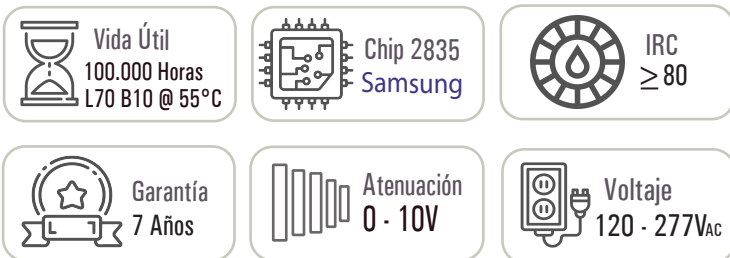 Vida Útil
100.000 Horas
L70 B10 @ 55°C
Chip 2835
Samsung
IRC
≥ 80
Garantía
7 Años
Atenuación
0 - 10V
Voltaje
120 - 277VAC